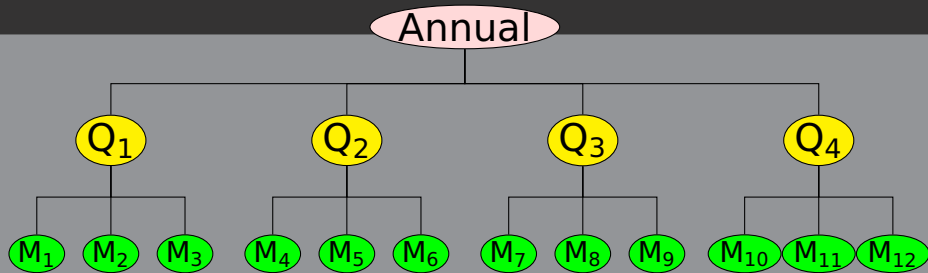 Annual
Q₁ Q₂ Q₃ Q₄
M₁ M₂ M₃ M₄ M₅ M₆ M₇ M₈ M₉ M₁₀ M₁₁ M₁₂